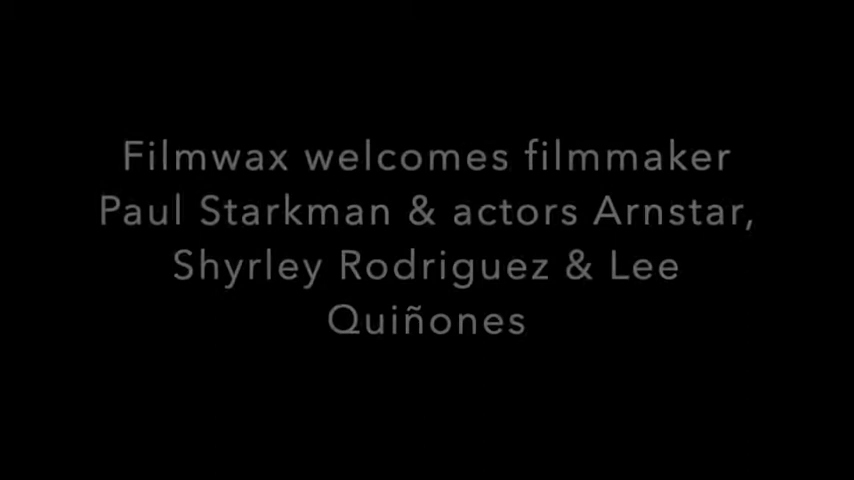 Filmwax welcomes filmmaker
Paul Starkman & actors Arnstar,
Shyrley Rodriguez & Lee
Quiñones